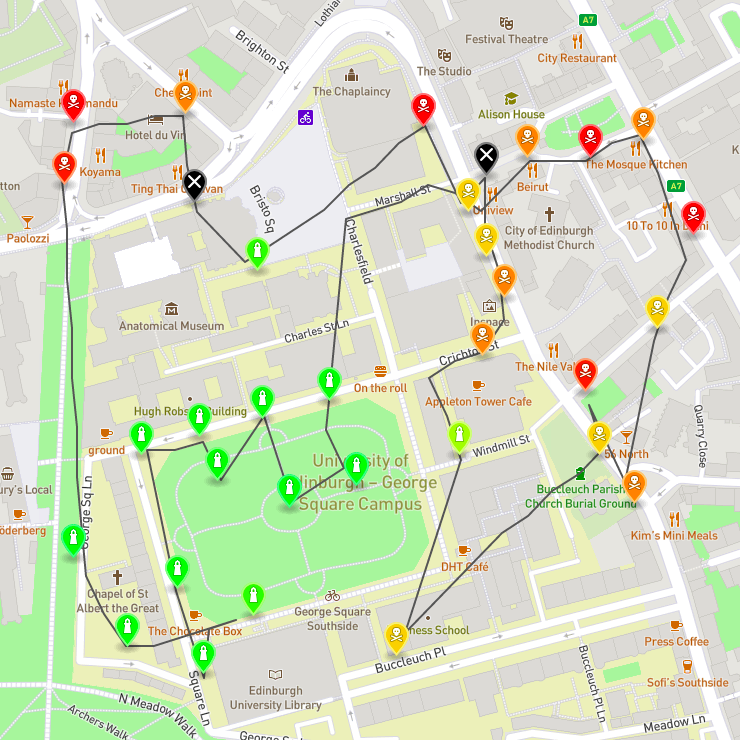 Lothian
Brighton St
Festival Theatre
A7
City Restaurant
The Studio
The Chaplaincy
Alison House
Hotel du Vin
Koyama
Ting Thai Caravan
The Mosque Kitchen
Beirut
A7
Marshall St
Bristo Sq
Uniview
City of Edinburgh
Methodist Church
10 To 10 In Delhi
Paolozzi
Charlesfield
Anatomical Museum
Charles St Ln
Inspace
Crichton St
The Nile Valley
On the roll
Appleton Tower Cafe
Hugh Robson Building
Quarry Close
ground
Windmill St
56 North
University of
Edinburgh – George
Square Campus
Buccleuch Parish
Church Burial Ground
Söderberg
George Sq Ln
Kim's Mini Meals
DHT Café
Chapel of St
Albert the Great
George Square
Southside
The Chocolate Box
Press Coffee
Buccleuch Pl
Buccleuch Pl Ln
Sofi's Southside
Edinburgh
University Library
Square Ln
N Meadow Walk
Archers Walk
Meadow Ln